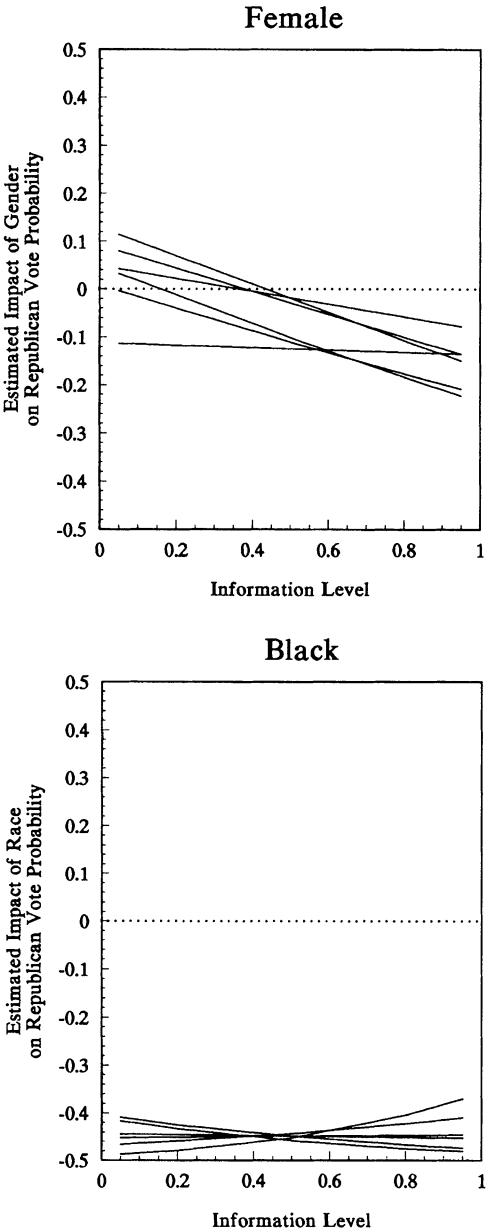 Female
Estimated Impact of Gender
on Republican Vote Probability
0.5
0.4
0.3
0.2
0.1
0
-0.1
-0.2
-0.3
-0.4
-0.5
0 0.2 0.4 0.6 0.8 1
Information Level
Black
Estimated Impact of Race
on Republican Vote Probability
0.5
0.4
0.3
0.2
0.1
0
-0.1
-0.2
-0.3
-0.4
-0.5
0 0.2 0.4 0.6 0.8 1
Information Level